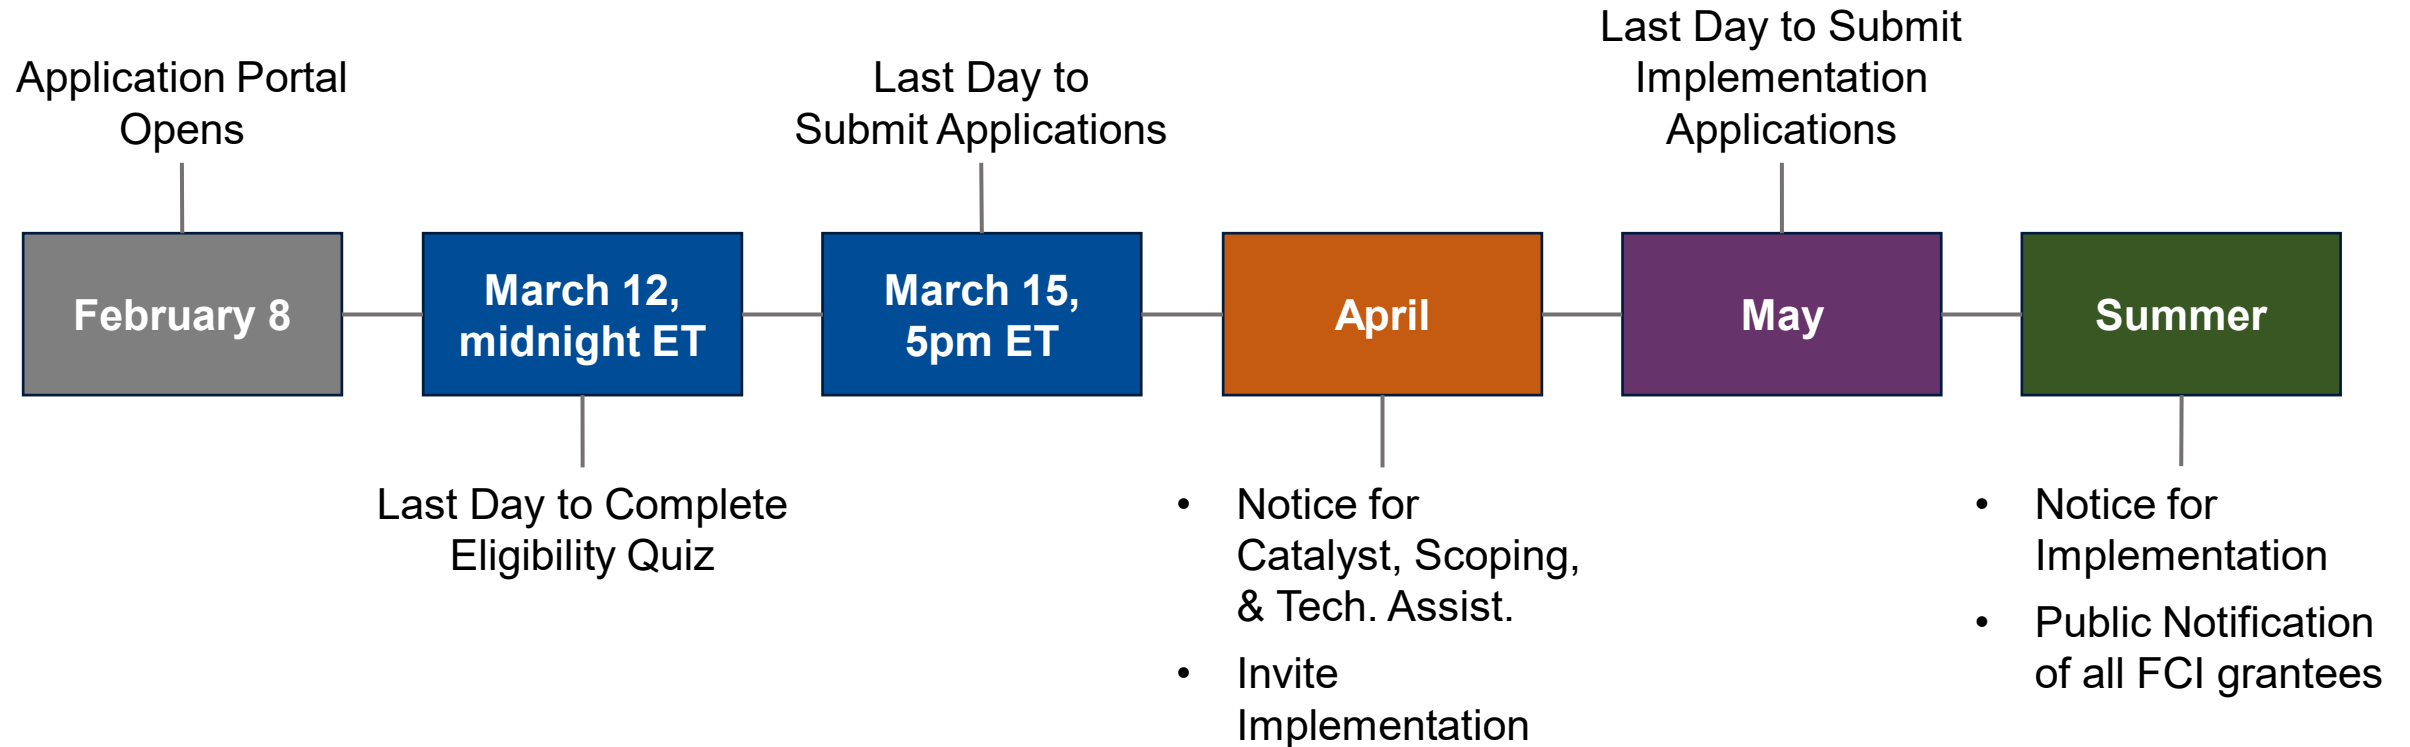 Application Portal
Opens
February 8
March 12,
midnight ET
Last Day to Complete
Eligibility Quiz
Last Day to
Submit Applications
March 15,
5pm ET
April
• Notice for
Catalyst, Scoping,
& Tech. Assist.
• Invite
Implementation
Last Day to Submit
Implementation
Applications
May
Summer
• Notice for
Implementation
• Public Notification
of all FCI grantees